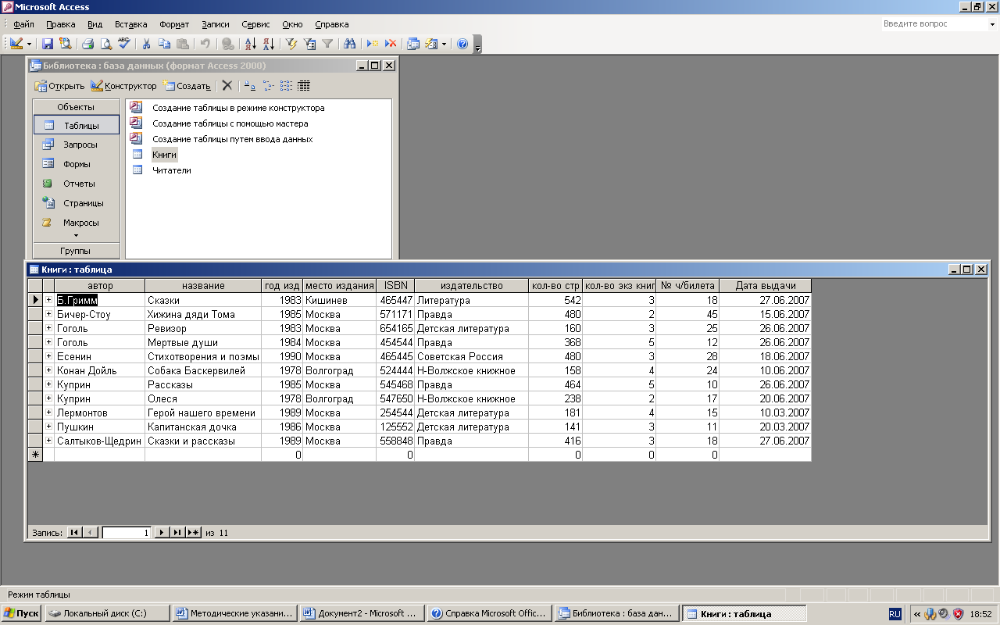 Microsoft Access
Файл Правка Вид Вставка Формат Записи Сервис Окно Справка Введите вопрос
Библиотека : база данных (формат Access 2000)
Открыть Конструктор Создать
Объекты
Таблицы
Запросы
Формы
Отчеты
Страницы
Макросы
Группы
Создание таблицы в режиме конструктора
Создание таблицы с помощью мастера
Создание таблицы путем ввода данных
Книги
Читатели
Книги : таблица
автор название год изд место издания ISBN издательство кол-во стр кол-во экз книг № ч/билета Дата выдачи
Б.Гримм Сказки 1983 Кишинев 465447 Литература 542 3 18 27.06.2007
Бичер-Стоу Хижина дяди Тома 1985 Москва 571171 Правда 480 2 45 15.06.2007
Гоголь Ревизор 1983 Москва 654165 Детская литература 160 3 25 26.06.2007
Гоголь Мертвые души 1984 Москва 454544 Правда 368 5 12 26.06.2007
Есенин Стихотворения и поэмы 1990 Москва 465445 Советская Россия 480 3 28 18.06.2007
Конан Дойль Собака Баскервилей 1978 Волгоград 524444 Н-Волжское книжное 158 4 24 10.06.2007
Куприн Рассказы 1985 Москва 545468 Правда 464 5 10 26.06.2007
Куприн Олеся 1978 Волгоград 547650 Н-Волжское книжное 238 2 17 20.06.2007
Лермонтов Герой нашего времени 1989 Москва 254544 Детская литература 181 4 15 10.03.2007
Пушкин Капитанская дочка 1986 Москва 125552 Детская литература 141 3 11 20.03.2007
Салтыков-Щедрин Сказки и рассказы 1989 Москва 558848 Правда 416 3 18 27.06.2007
0 0 0 0 0
Запись: 1 из 11
Режим таблицы
Пуск Локальный диск (C:) Методические указани... Документ2 - Microsoft ... Справка Microsoft Offic... Библиотека : база дан... Книги : таблица RU « 18:52